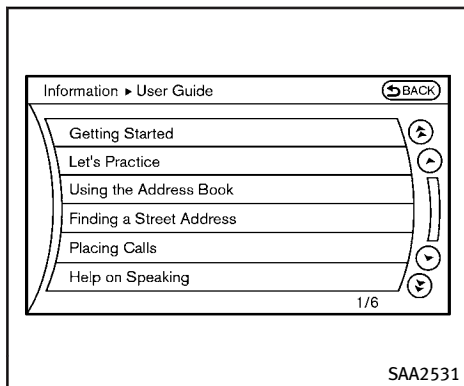 Information ▸ User Guide
BACK
Getting Started
Let's Practice
Using the Address Book
Finding a Street Address
Placing Calls
Help on Speaking
1/6
SAA2531